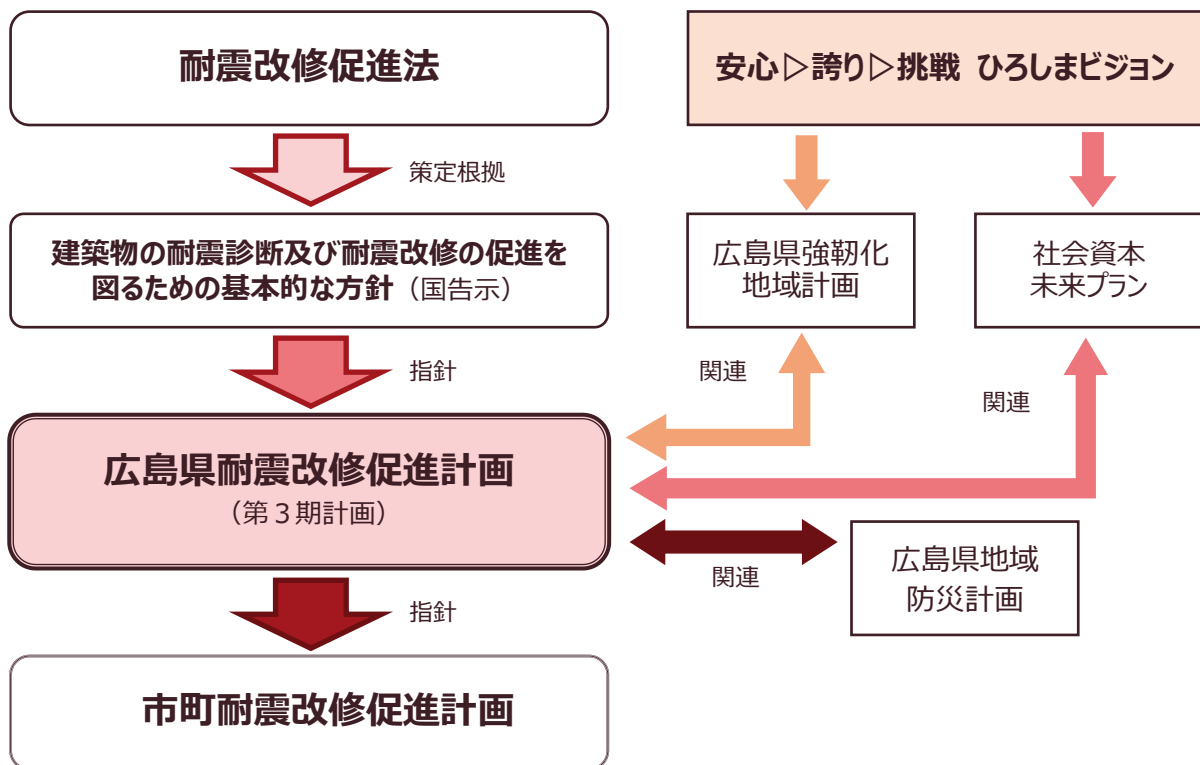 耐震改修促進法
安心▷誇り▷挑戦 ひろしまビジョン
策定根拠
建築物の耐震診断及び耐震改修の促進を
図るための基本的な方針（国告示）
広島県強靭化
地域計画
社会資本
未来プラン
指針
関連
関連
広島県耐震改修促進計画
（第３期計画）
関連
広島県地域
防災計画
指針
市町耐震改修促進計画